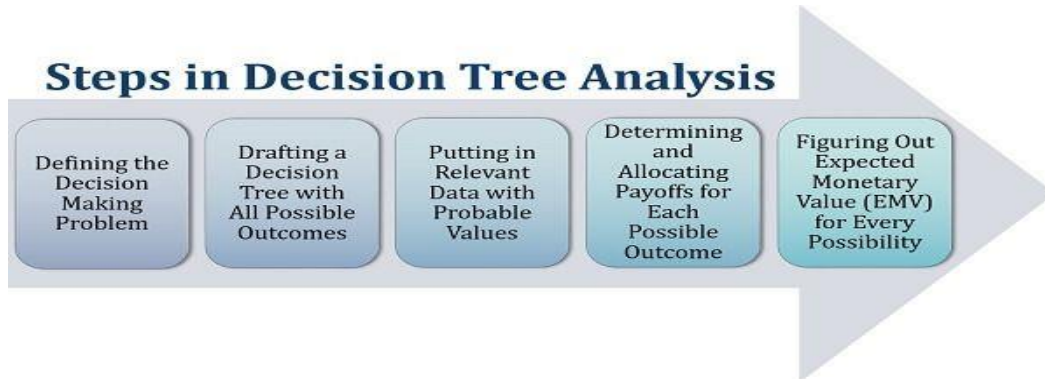 Steps in Decision Tree Analysis
Defining the
Decision
Making
Problem
Drafting a
Decision
Tree with
All Possible
Outcomes
Putting in
Relevant
Data with
Probable
Values
Determining
and
Allocating
Payoffs for
Each
Possible
Outcome
Figuring Out
Expected
Monetary
Value (EMV)
for Every
Possibility